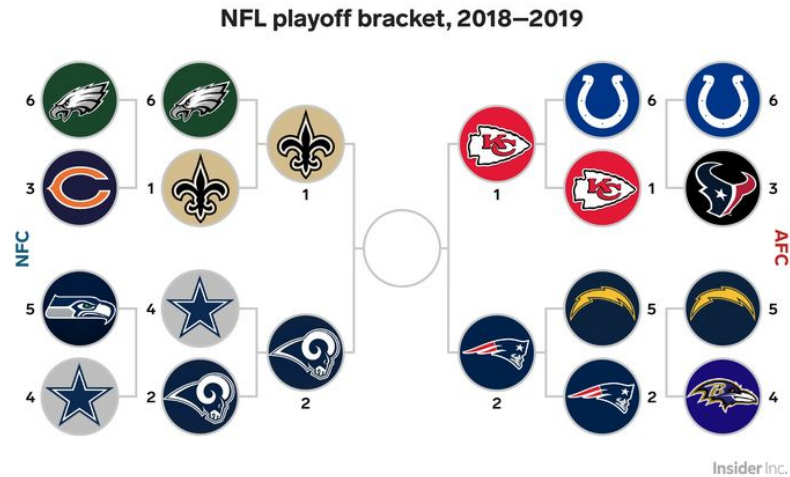 NFL playoff bracket, 2018–2019
6 6 6 6
3 1 1 1 1 3
NFC
AFC
5 4 5 5
4 2 2 2 2 4
Insider Inc.